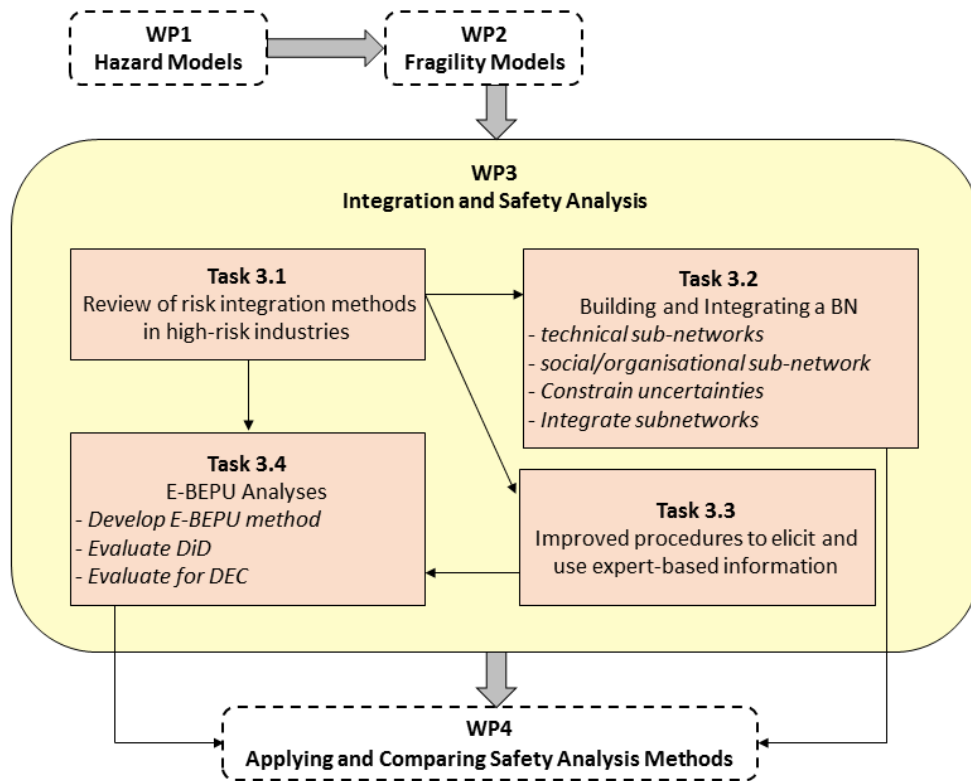 WP1
Hazard Models
WP2
Fragility Models
WP3
Integration and Safety Analysis
Task 3.1
Review of risk integration methods
in high-risk industries
Task 3.2
Building and Integrating a BN
- technical sub-networks
- social/organisational sub-network
- Constrain uncertainties
- Integrate subnetworks
Task 3.4
E-BEPU Analyses
- Develop E-BEPU method
- Evaluate DiD
- Evaluate for DEC
Task 3.3
Improved procedures to elicit and
use expert-based information
WP4
Applying and Comparing Safety Analysis Methods